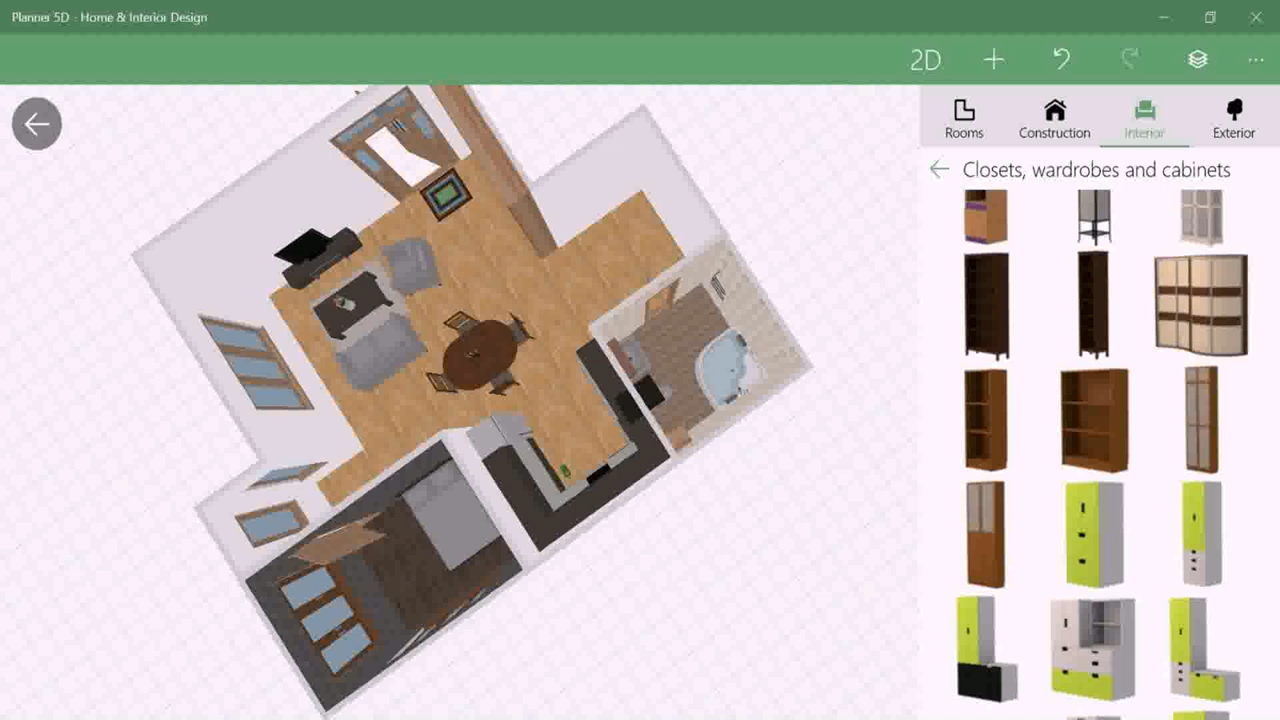 Planner 5D - Home & Interior Design
2D
Rooms
Construction
Interior
Exterior
Closets, wardrobes and cabinets